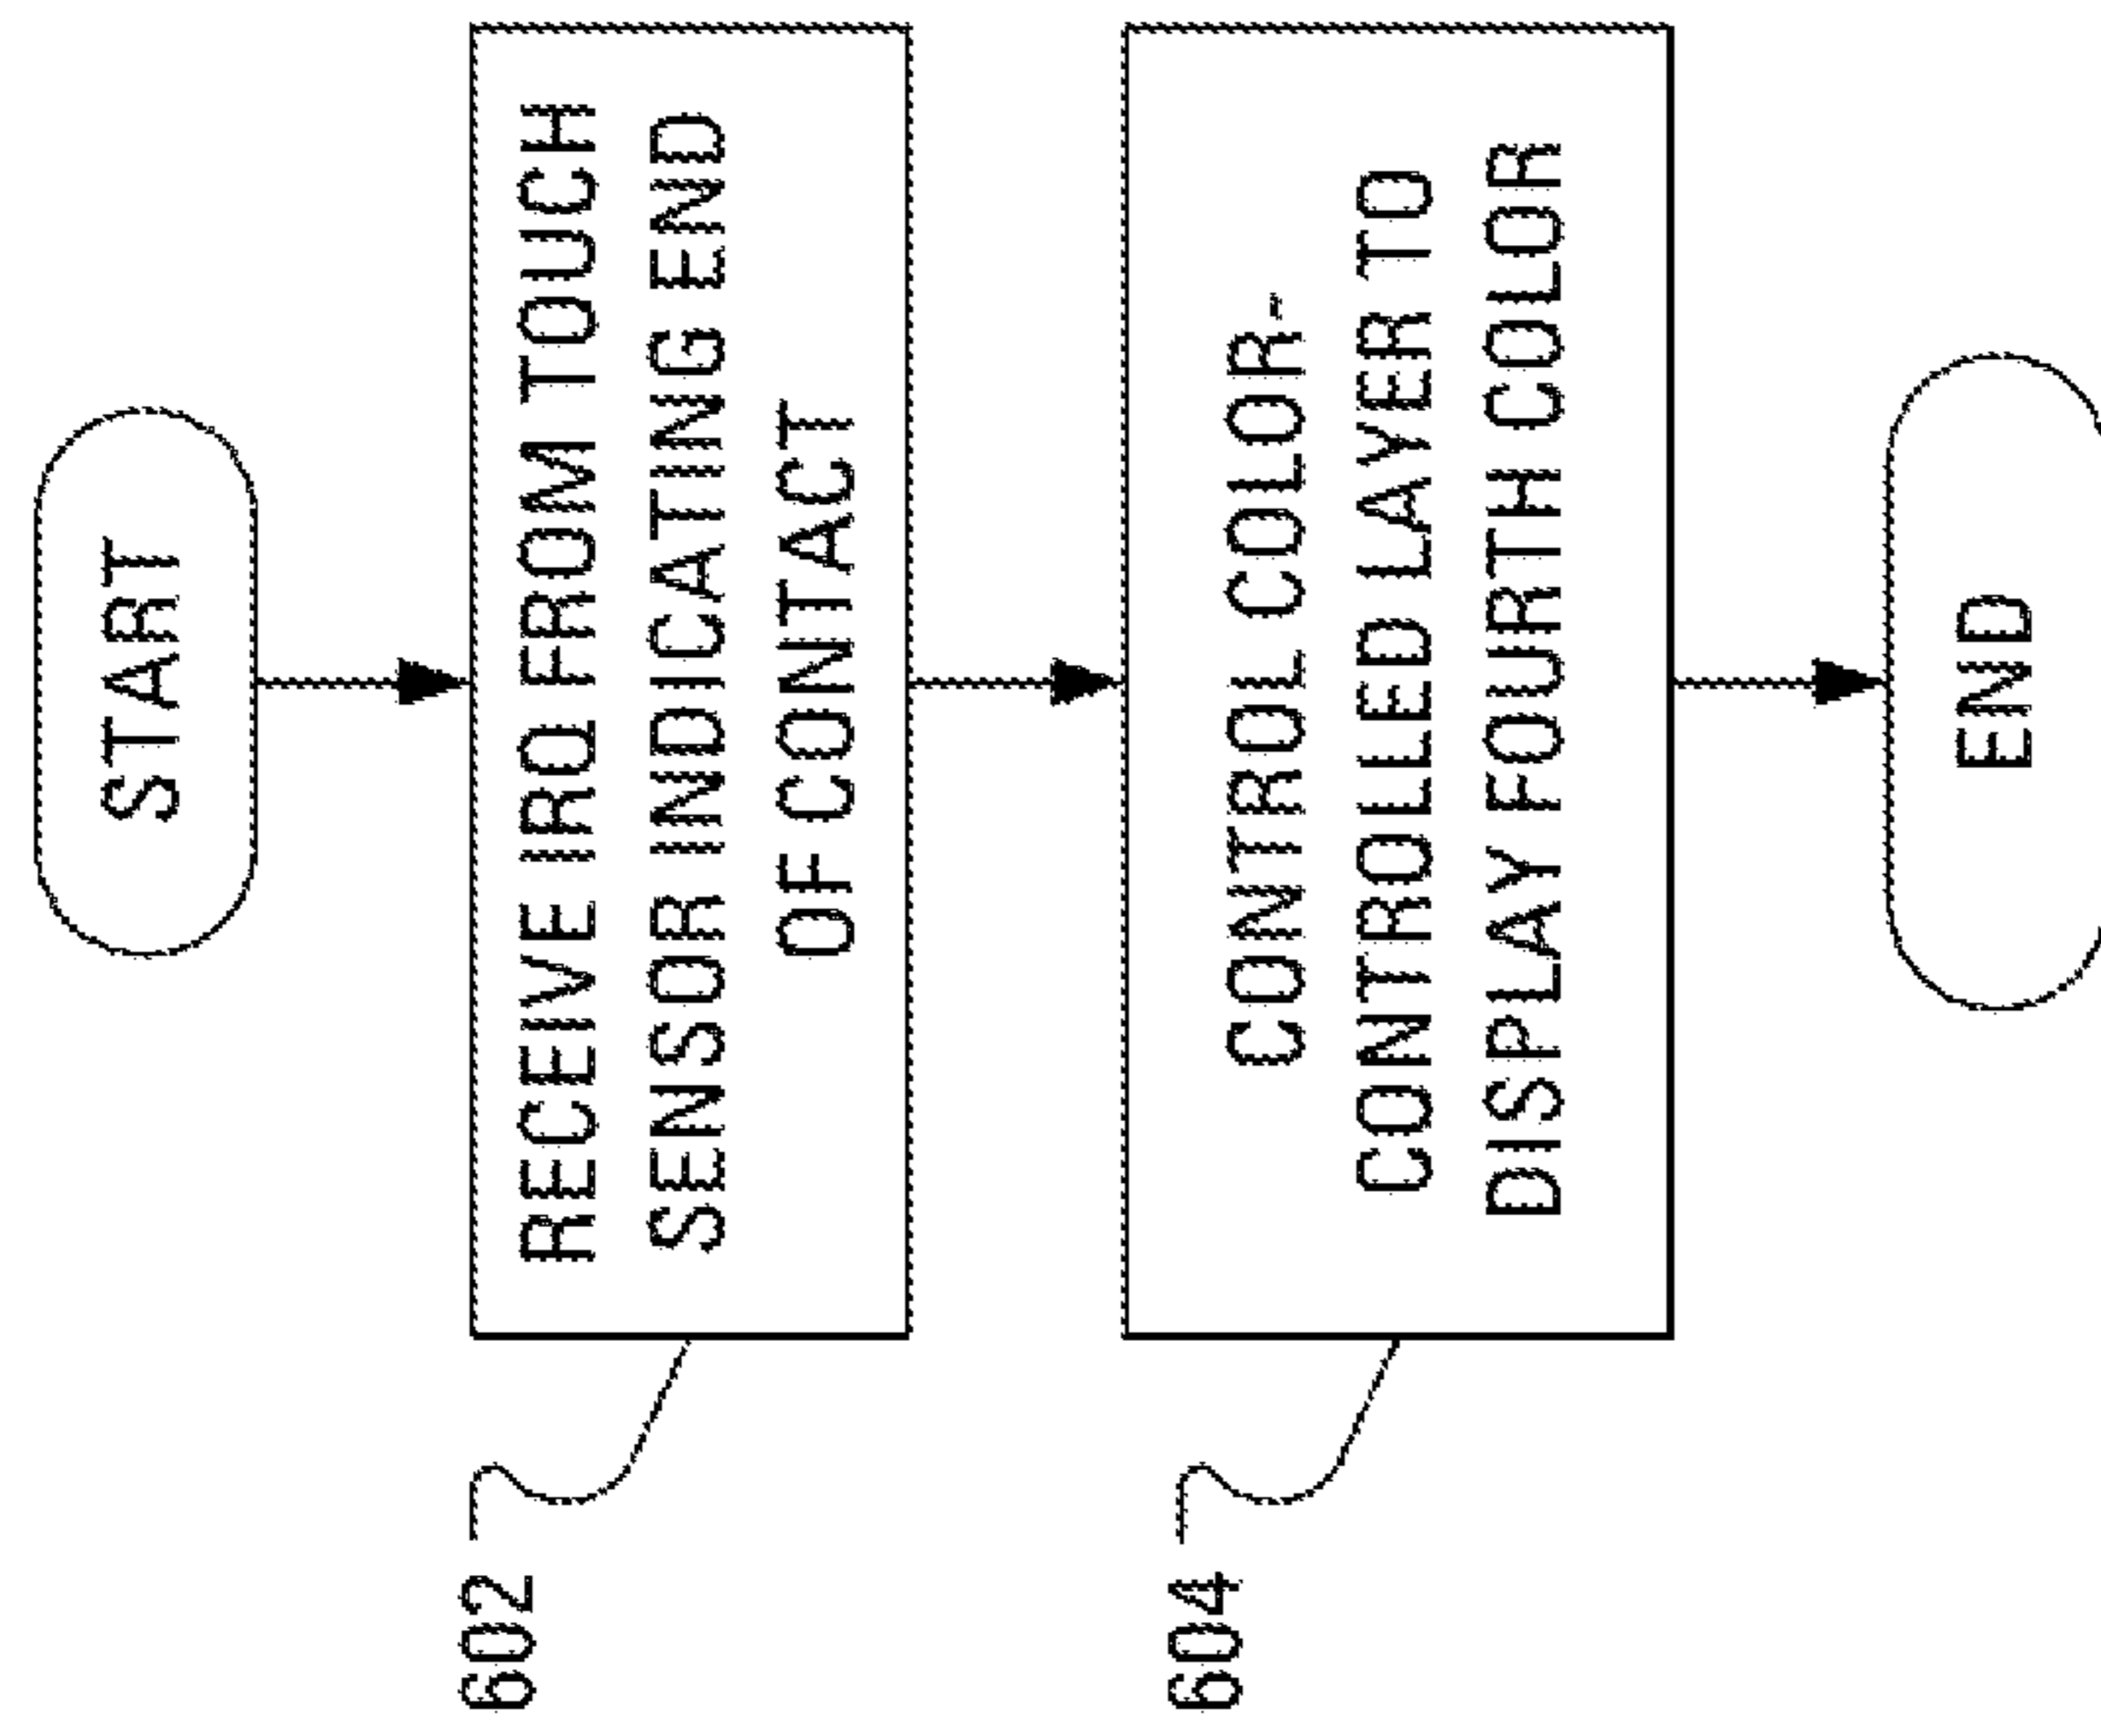 START
602
RECEIVE IRQ FROM TOUCH
SENSOR INDICATING END
OF CONTACT
604
CONTROL COLOR-
CONTROLLED LAYER TO
DISPLAY FOURTH COLOR
END